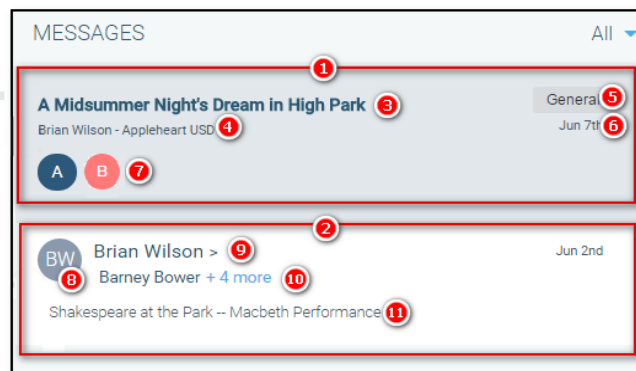 MESSAGES All
1
A Midsummer Night's Dream in High Park 3 General 5
Brian Wilson - Appleheart USD 4 Jun 7th 6
A B 7
2
BW Brian Wilson > 9 Jun 2nd
8 Barney Bower + 4 more 10
Shakespeare at the Park -- Macbeth Performance 11